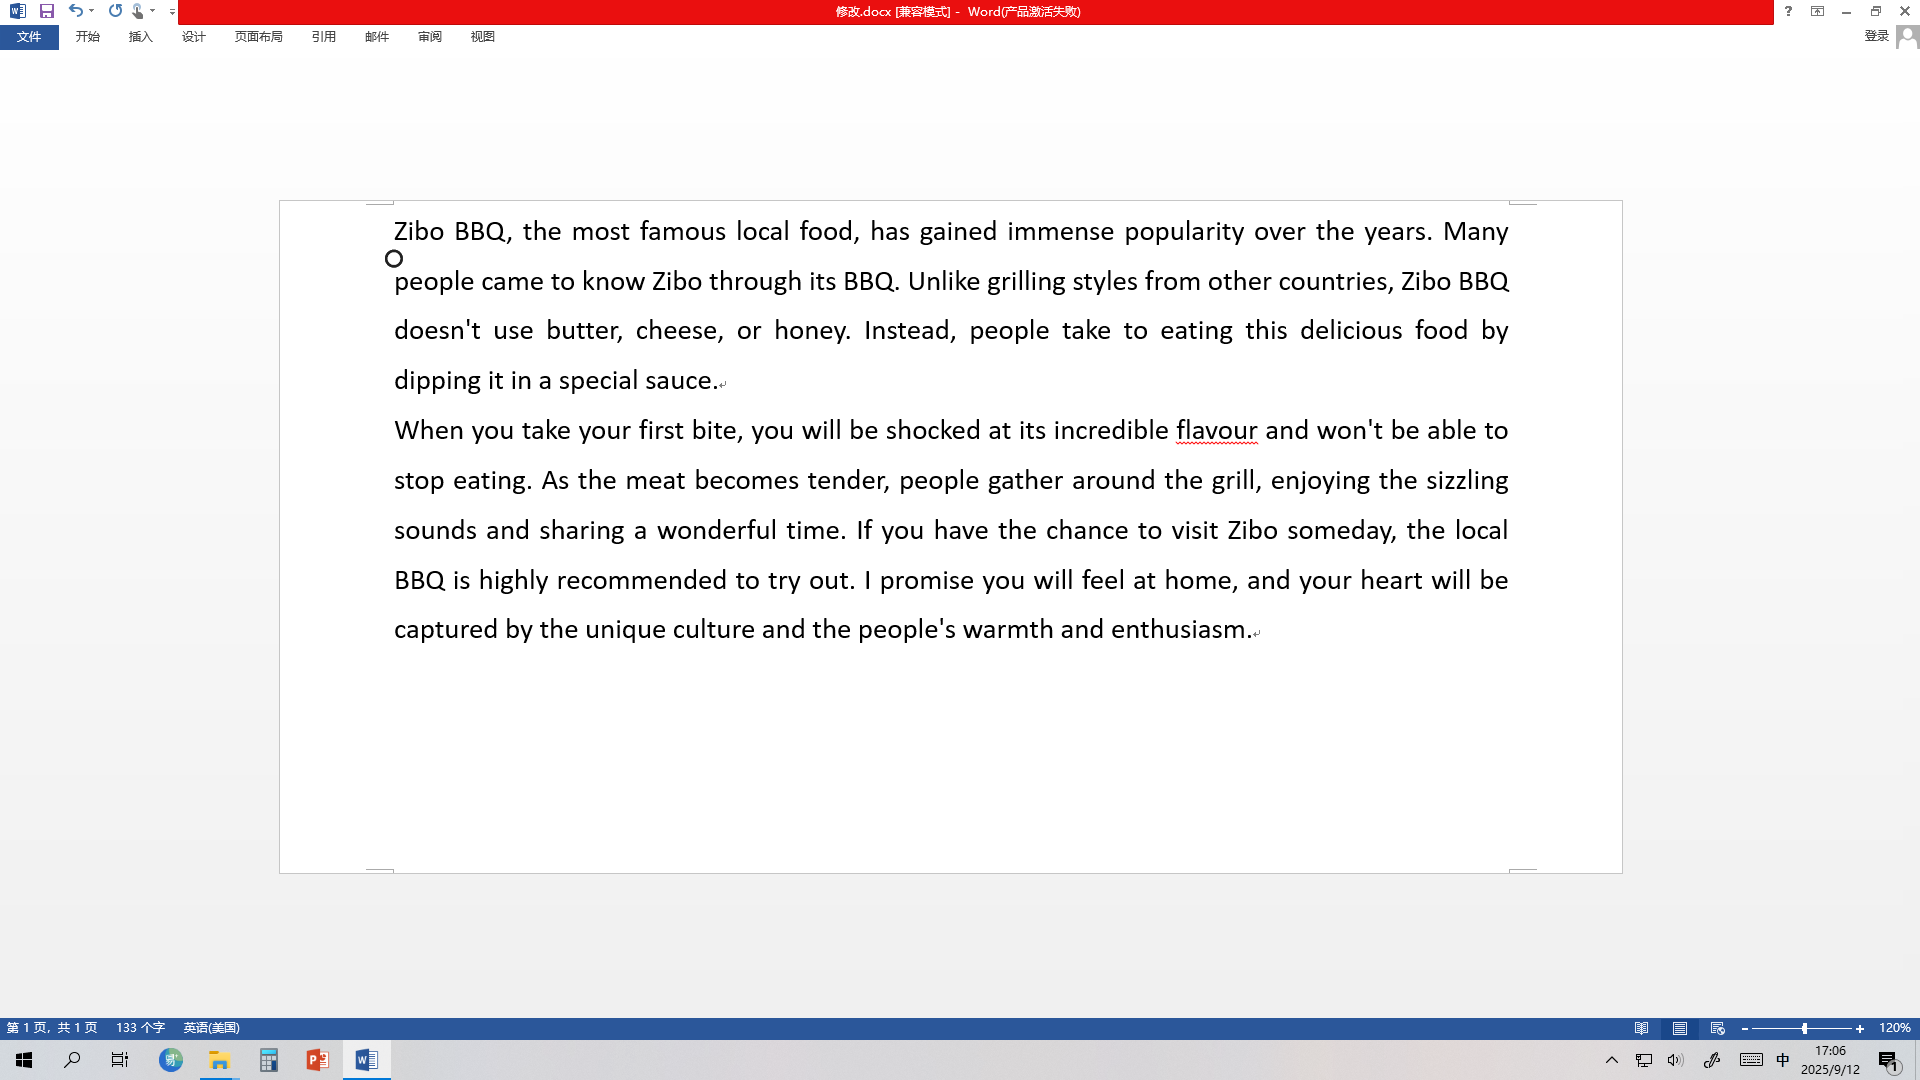 修改.docx [兼容模式] - Word(产品激活失败)
?
文件 开始 插入 设计 页面布局 引用 邮件 审阅 视图 登录
Zibo BBQ, the most famous local food, has gained immense popularity over the years. Many
people came to know Zibo through its BBQ. Unlike grilling styles from other countries, Zibo BBQ
doesn't use butter, cheese, or honey. Instead, people take to eating this delicious food by
dipping it in a special sauce.
When you take your first bite, you will be shocked at its incredible flavour and won't be able to
stop eating. As the meat becomes tender, people gather around the grill, enjoying the sizzling
sounds and sharing a wonderful time. If you have the chance to visit Zibo someday, the local
BBQ is highly recommended to try out. I promise you will feel at home, and your heart will be
captured by the unique culture and the people's warmth and enthusiasm.
第 1 页, 共 1 页 133 个字 英语(美国) 120%
中 17:06
2025/9/12 1